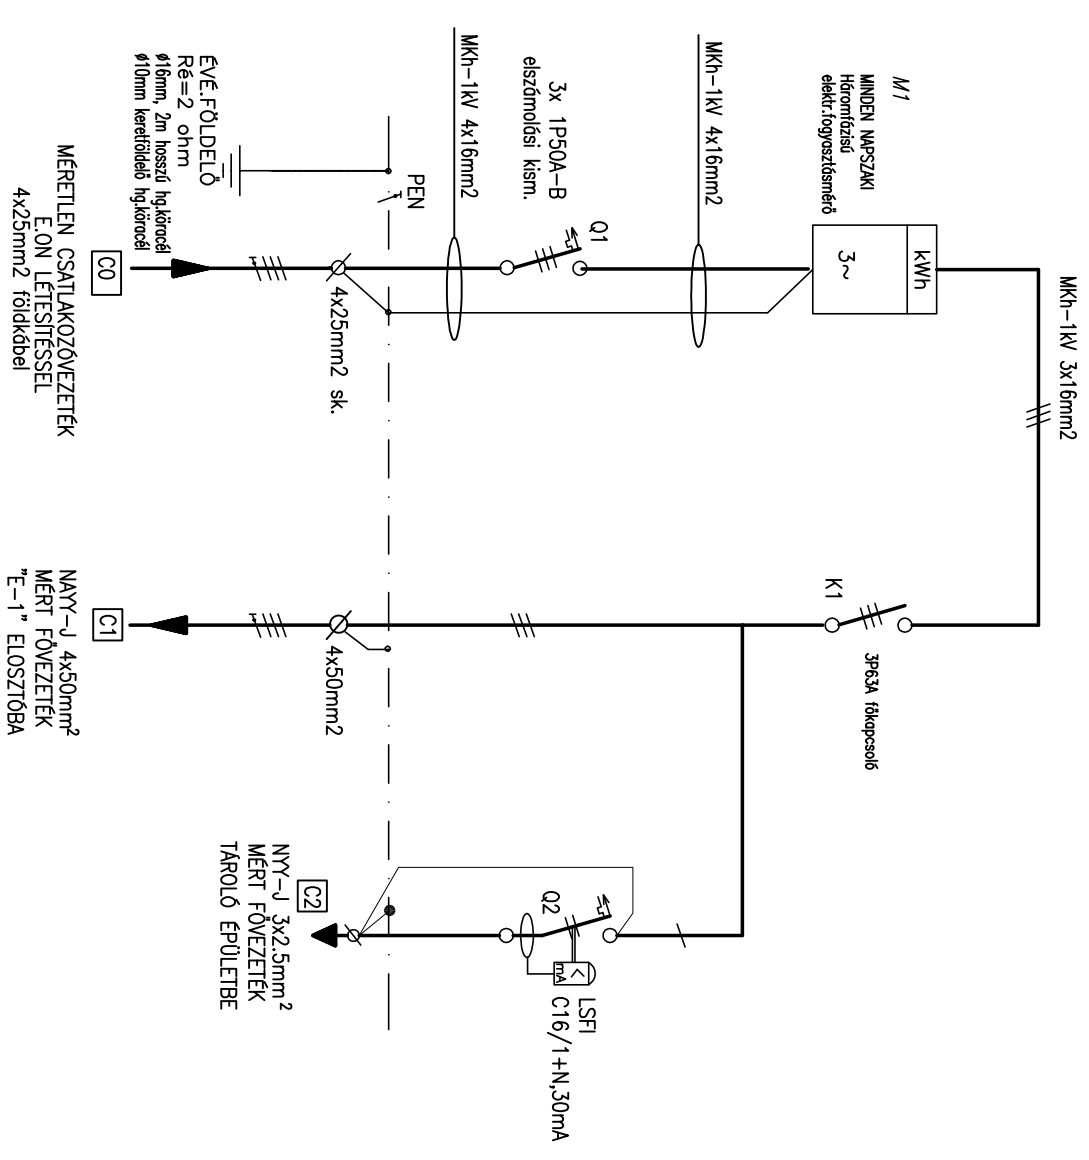 M1
MINDEN NAPSZAKI
Háromfázisú
elektr.fogyasztásmérő
kWh
3~
MKh-1kV 3x16mm2
MKh-1kV 4x16mm2
3x 1P50A-B
elszámolási kism.
Q1
MKh-1kV 4x16mm2
PEN
ÉVÉ.FÖLDELŐ
Ré=2 ohm
ø16mm, 2m hosszú hg.köracél
ø10mm keretföldelő hg.köracél
4x25mm2 sk.
C0
MÉRETLEN CSATLAKOZÓVEZETÉK
E.ON LÉTESÍTÉSSEL
4x25mm2 földkábel
K1
3P63A főkapcsoló
4x50mm2
C1
NAYY-J 4x50mm²
MÉRT FŐVEZETÉK
"E-1" ELOSZTÓBA
Q2
mA
LSFI
C16/1+N,30mA
C2
NYY-J 3x2.5mm²
MÉRT FŐVEZETÉK
TÁROLÓ ÉPÜLETBE